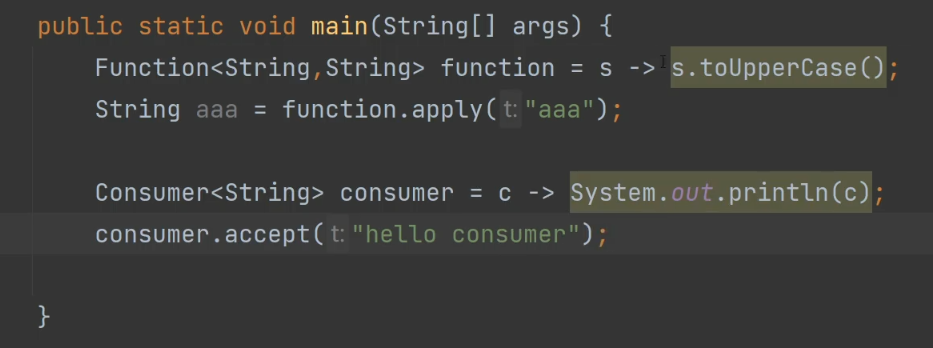 public static void main(String[] args) {
Function<String,String> function = s -> s.toUpperCase();
String aaa = function.apply( t: "aaa");
Consumer<String> consumer = c -> System.out.println(c);
consumer.accept( t: "hello consumer");
}